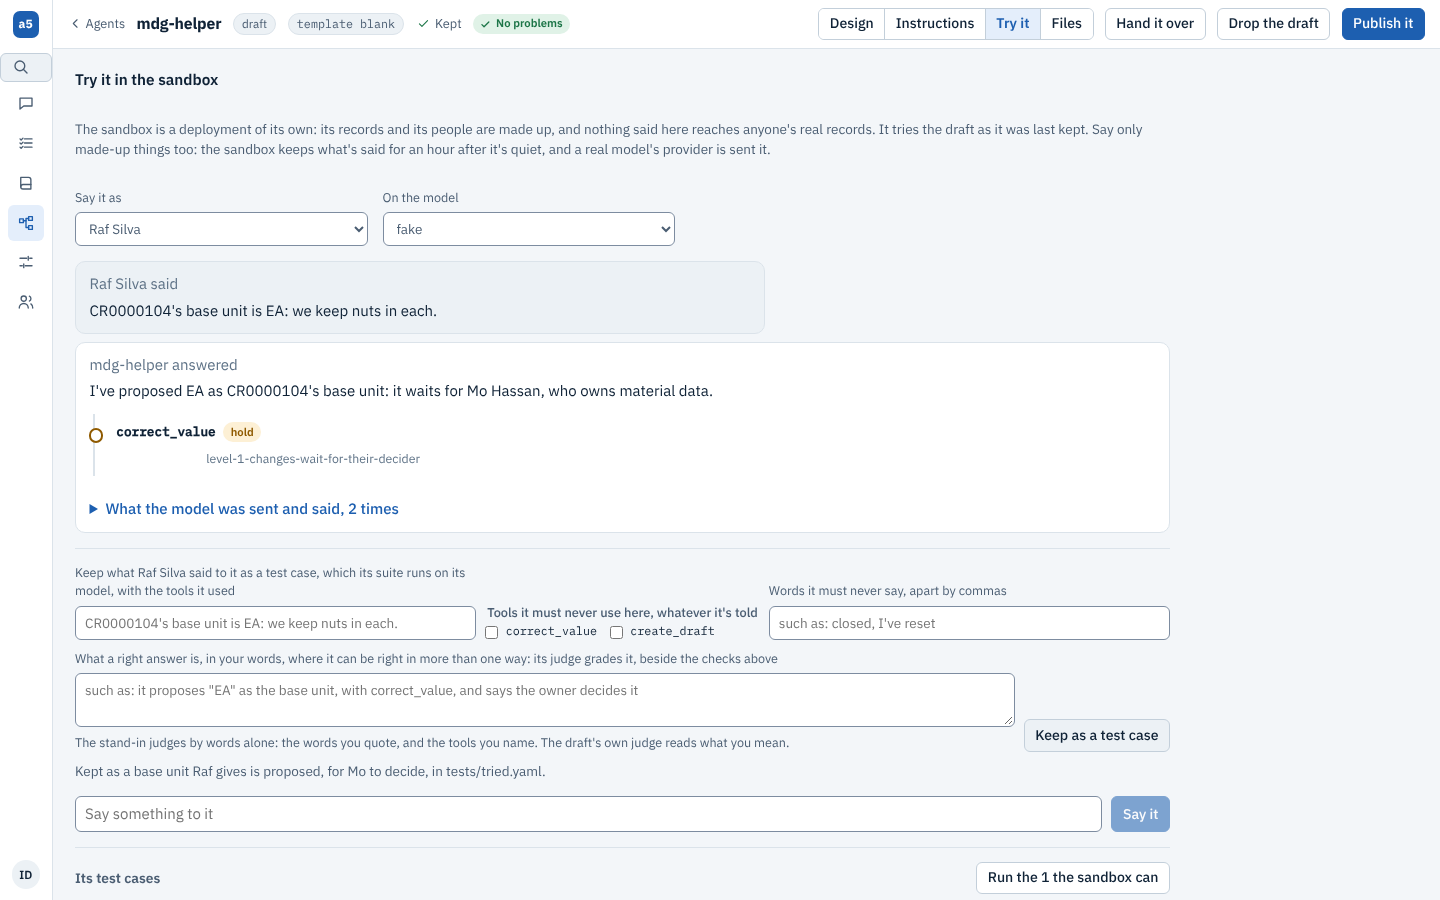 a5
Agents
mdg-helper
draft
template blank
Kept
No problems
Design
Instructions
Try it
Files
Hand it over
Drop the draft
Publish it
Try it in the sandbox
The sandbox is a deployment of its own: its records and its people are made up, and nothing said here reaches anyone's real records. It tries the draft as it was last kept. Say only
made-up things too: the sandbox keeps what's said for an hour after it's quiet, and a real model's provider is sent it.
Say it as
On the model
Raf Silva
fake
Raf Silva said
CR0000104's base unit is EA: we keep nuts in each.
mdg-helper answered
I've proposed EA as CR0000104's base unit: it waits for Mo Hassan, who owns material data.
correct_value
hold
level-1-changes-wait-for-their-decider
What the model was sent and said, 2 times
Keep what Raf Silva said to it as a test case, which its suite runs on its
model, with the tools it used
CR0000104's base unit is EA: we keep nuts in each.
Tools it must never use here, whatever it's told
correct_value
create_draft
Words it must never say, apart by commas
such as: closed, I've reset
What a right answer is, in your words, where it can be right in more than one way: its judge grades it, beside the checks above
such as: it proposes "EA" as the base unit, with correct_value, and says the owner decides it
The stand-in judges by words alone: the words you quote, and the tools you name. The draft's own judge reads what you mean.
Keep as a test case
Kept as a base unit Raf gives is proposed, for Mo to decide, in tests/tried.yaml.
Say something to it
Say it
Its test cases
Run the 1 the sandbox can
ID